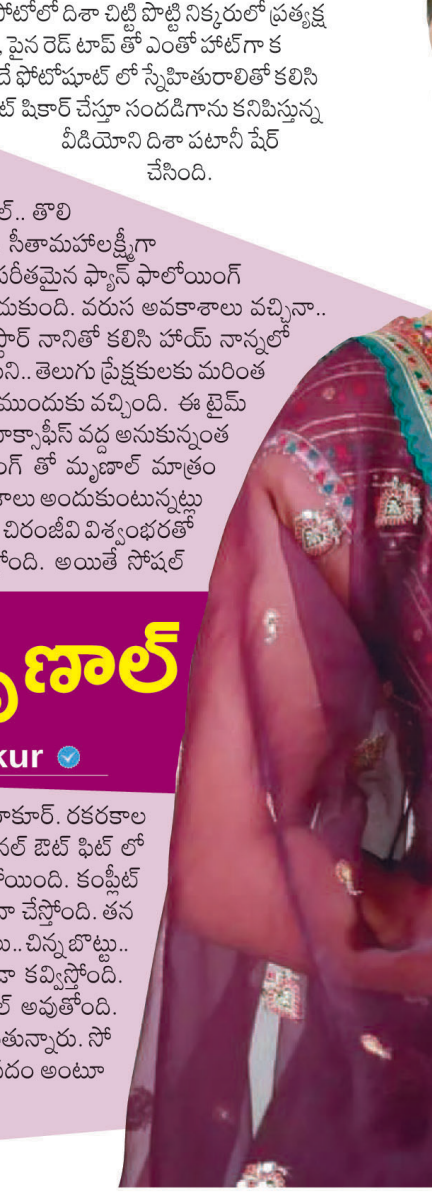 ఫోటోలో దిశా చిట్టి పొట్టి నిక్కరులో ప్రత్యక్ష
పైన రెడ్ టాప్ తో ఎంతో హాట్‌గా క
ఫోటోషూట్ లో స్నేహితురాలితో కలిసి
షికార్ చేస్తూ సందడిగాను కనిపిస్తున్న
వీడియోని దిశా పటానీ షేర్
చేసింది.
తొలి
సీతామహాలక్ష్మీగా
ఫ్యాన్ ఫాలోయింగ్
వరుస అవకాశాలు వచ్చినా..
నానితో కలిసి హాయ్ నాన్నలో
తెలుగు ప్రేక్షకులకు మరింత
ముందుకు వచ్చింది. ఈ టైమ్
వద్ద అనుకున్నంత
తో మృణాల్ మాత్రం
అందుకుంటున్నట్లు
చిరంజీవి విశ్వంభరతో
అయితే సోషల్
ృణాల్
kur
ాకూర్. రకరకాల
నల్ ఔట్ ఫిట్ లో
ోయింది. కంప్లీట్
నా చేస్తోంది. తన
ు.. చిన్న బొట్టు..
డా కవ్విస్తోంది.
ల్ అవుతోంది.
ుతున్నారు. సో
పదం అంటూ